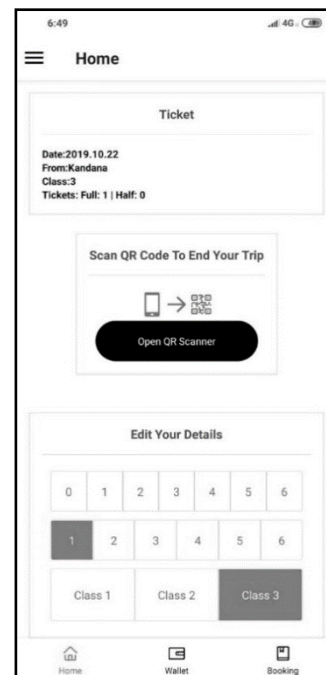 6:49
4G
Home
Ticket
Date:2019.10.22
From:Kandana
Class:3
Tickets: Full: 1 | Half: 0
Scan QR Code To End Your Trip
Open QR Scanner
Edit Your Details
0 1 2 3 4 5 6
1 2 3 4 5 6
Class 1 Class 2 Class 3
Home Wallet Booking